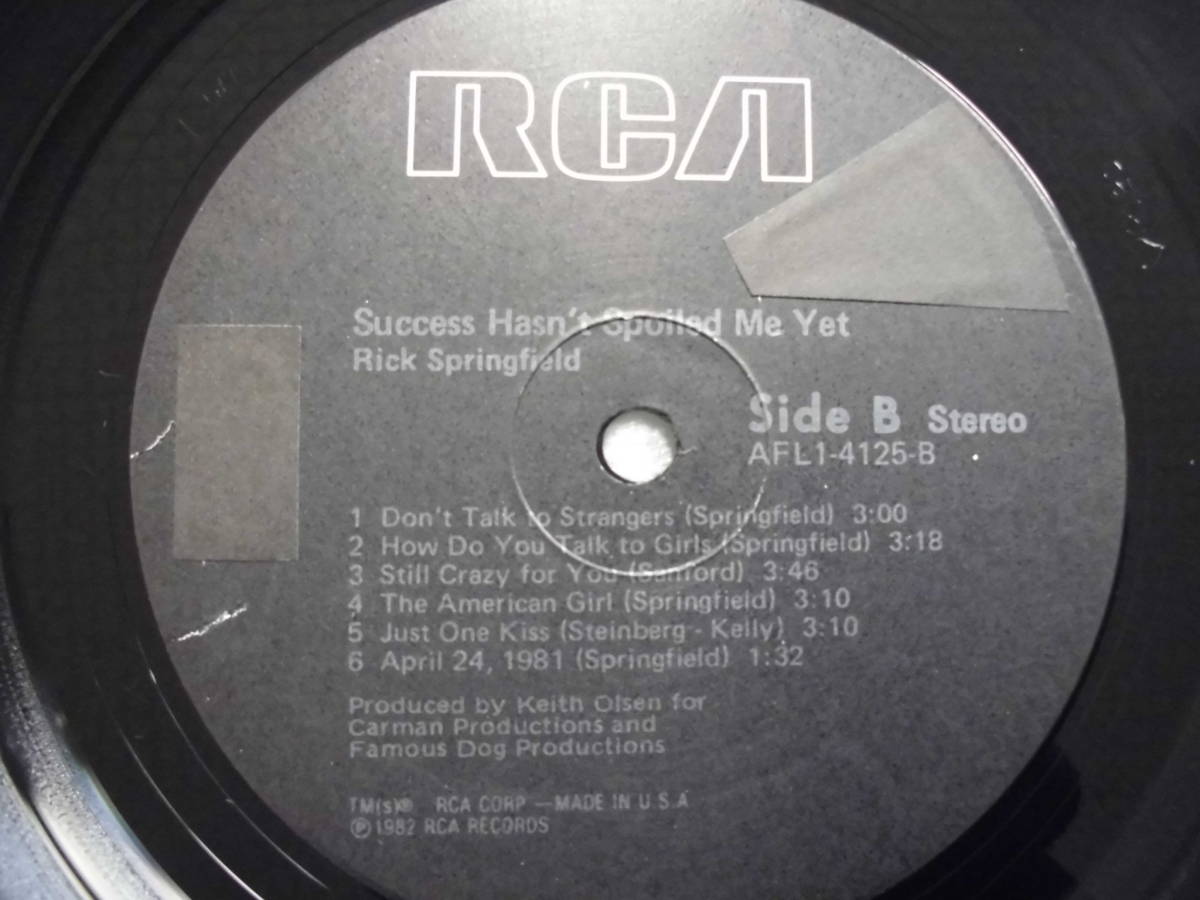 RCA
Success Hasn't Spoiled Me Yet
Rick Springfield
Side B Stereo
AFL1-4125-B
1 Don't Talk to Strangers (Springfield) 3:00
2 How Do You Talk to Girls (Springfield) 3:18
3 Still Crazy for You (Sanford) 3:46
4 The American Girl (Springfield) 3:10
5 Just One Kiss (Steinberg - Kelly) 3:10
6 April 24, 1981 (Springfield) 1:32
Produced by Keith Olsen for
Carman Productions and
Famous Dog Productions
TM(s)® RCA CORP — MADE IN U.S.A
℗ 1982 RCA RECORDS